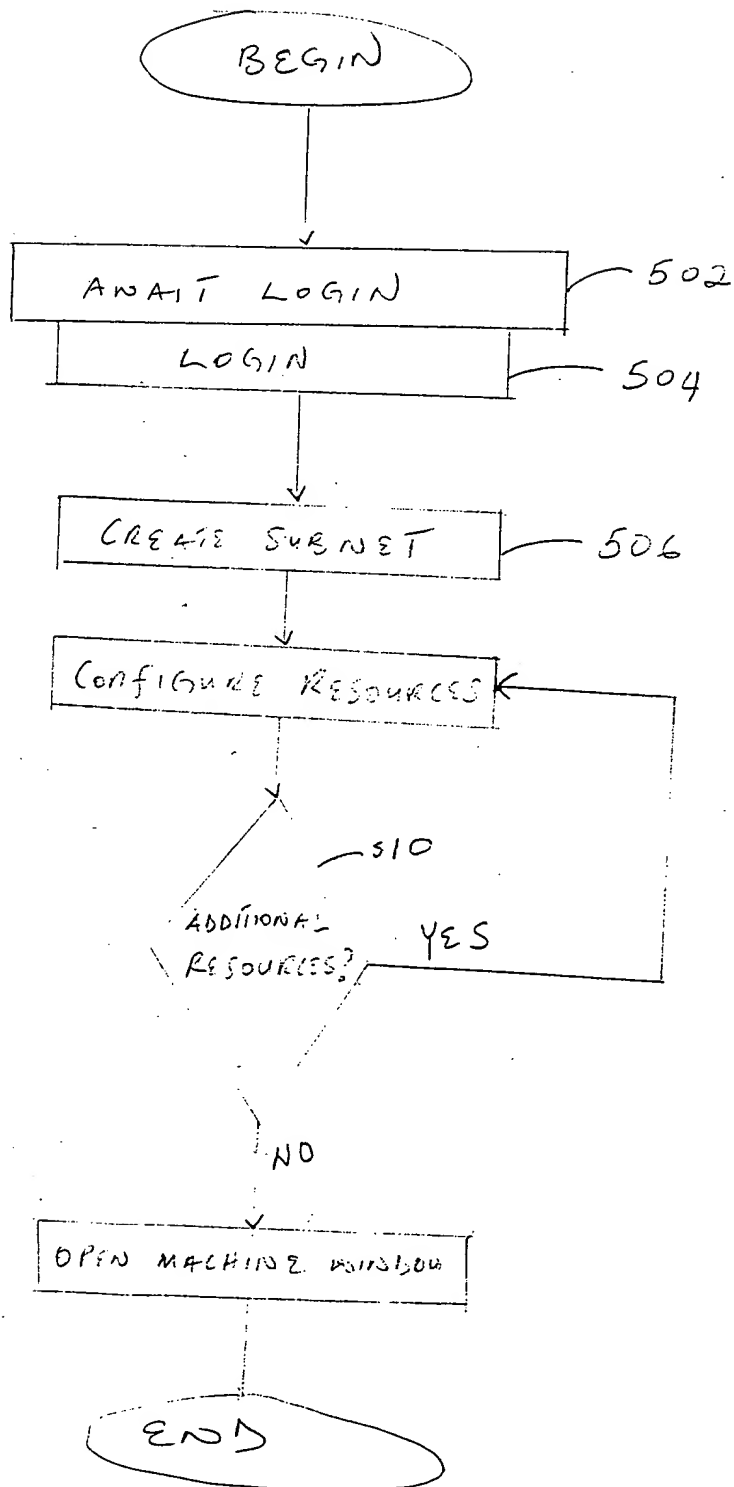 BEGIN
AWAIT LOGIN
502
LOGIN
504
CREATE SUBNET
506
CONFIGURE RESOURCES
510
ADDITIONAL
RESOURCES?
YES
NO
OPEN MACHINE WINDOW
END